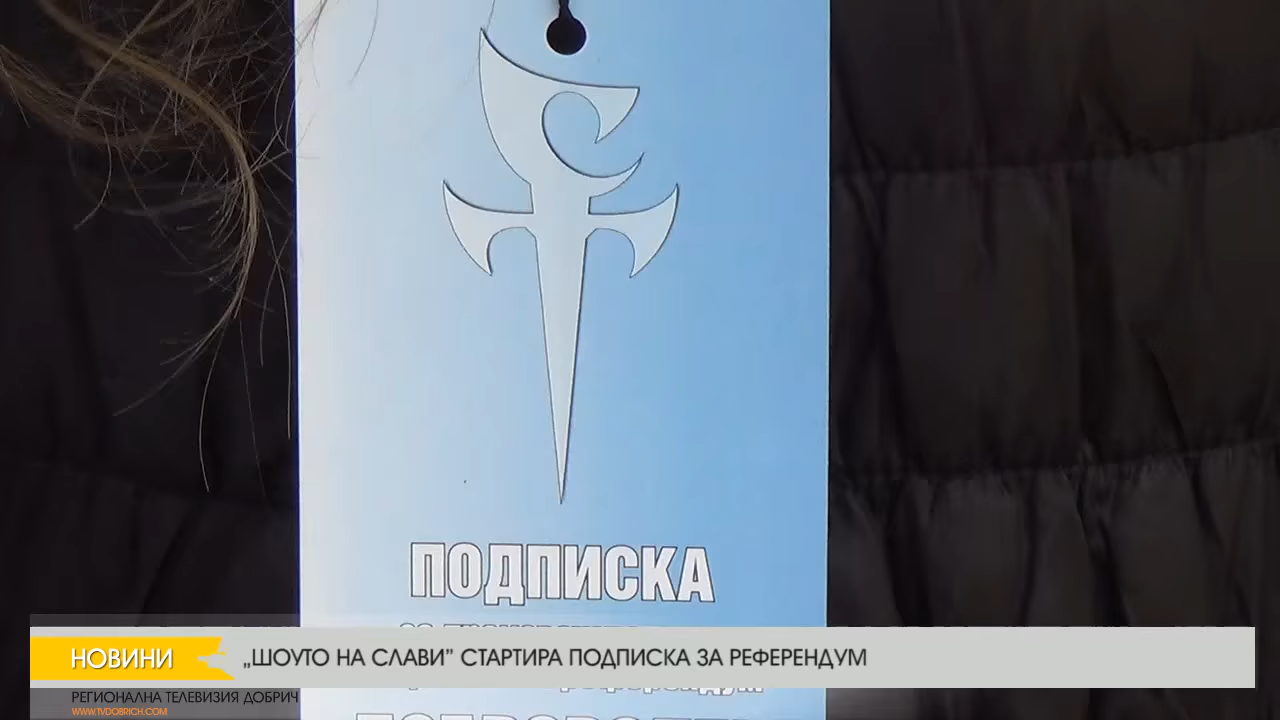 ПОДПИСКА
НОВИНИ
„ШОУТО НА СЛАВИ” СТАРТИРА ПОДПИСКА ЗА РЕФЕРЕНДУМ
РЕГИОНАЛНА ТЕЛЕВИЗИЯ ДОБРИЧ
WWW.TVDOBRICH.COM